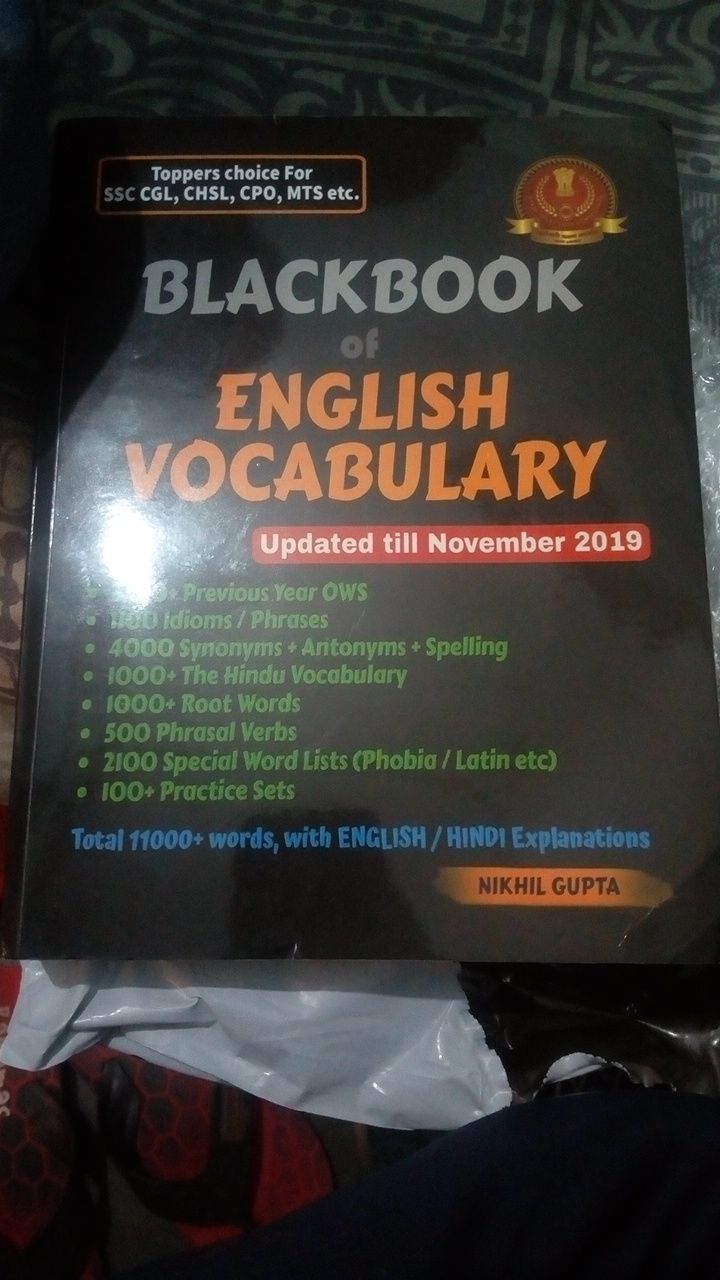 Toppers choice For
SSC CGL, CHSL, CPO, MTS etc.
BLACKBOOK
of
ENGLISH
VOCABULARY
Updated till November 2019
Previous Year OWS
1100 Idioms / Phrases
• 4000 Synonyms + Antonyms + Spelling
• 1000+ The Hindu Vocabulary
• 1000+ Root Words
• 500 Phrasal Verbs
• 2100 Special Word Lists (Phobia / Latin etc)
• 100+ Practice Sets
Total 11000+ words, with ENGLISH / HINDI Explanations
NIKHIL GUPTA